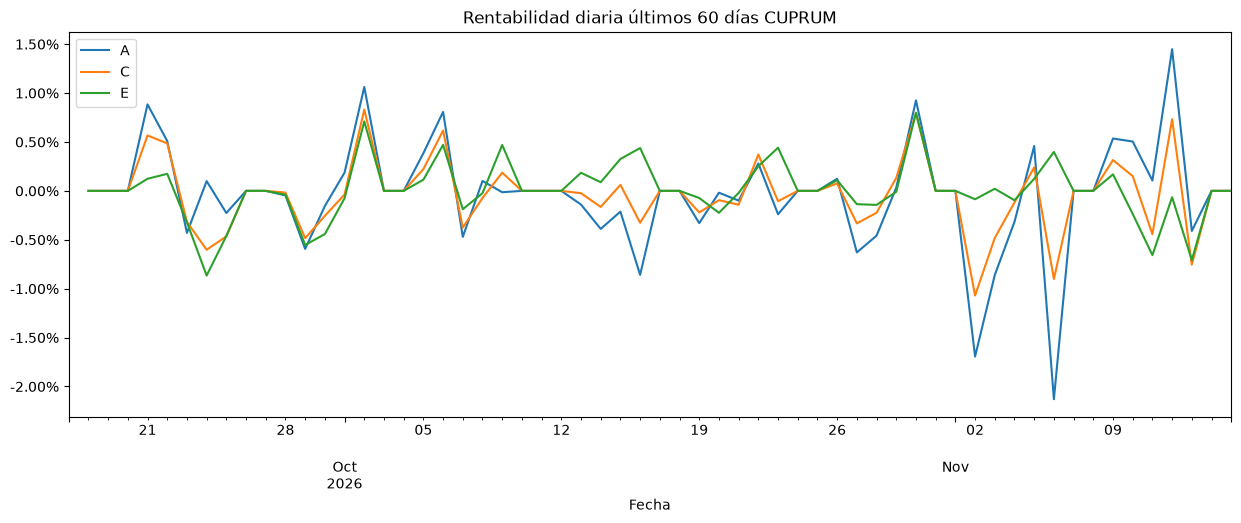 Rentabilidad diaria últimos 60 días CUPRUM
A
C
E
1.50%
1.00%
0.50%
0.00%
-0.50%
-1.00%
-1.50%
-2.00%
21 28 05 12 19 26 02 09
Oct Nov
2026
Fecha